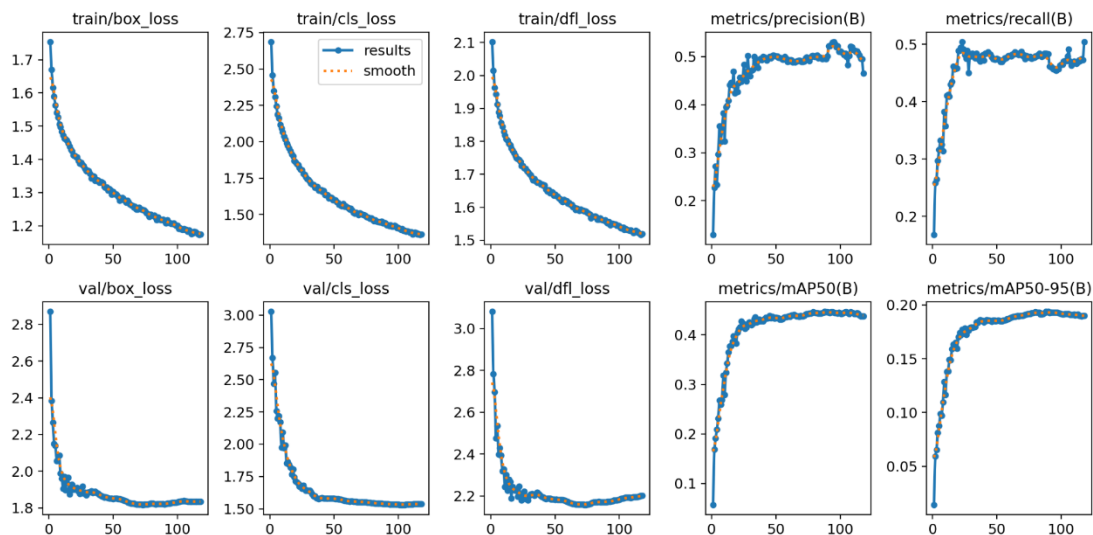 train/box_loss
train/cls_loss
train/dfl_loss
metrics/precision(B)
metrics/recall(B)
1.7
1.6
1.5
1.4
1.3
1.2
0 50 100
2.75
2.50
2.25
2.00
1.75
1.50
0 50 100
results
smooth
2.1
2.0
1.9
1.8
1.7
1.6
1.5
0 50 100
0.5
0.4
0.3
0.2
0 50 100
0.5
0.4
0.3
0.2
0 50 100
val/box_loss
val/cls_loss
val/dfl_loss
metrics/mAP50(B)
metrics/mAP50-95(B)
2.8
2.6
2.4
2.2
2.0
1.8
0 50 100
3.00
2.75
2.50
2.25
2.00
1.75
1.50
0 50 100
3.0
2.8
2.6
2.4
2.2
0 50 100
0.4
0.3
0.2
0.1
0 50 100
0.20
0.15
0.10
0.05
0 50 100